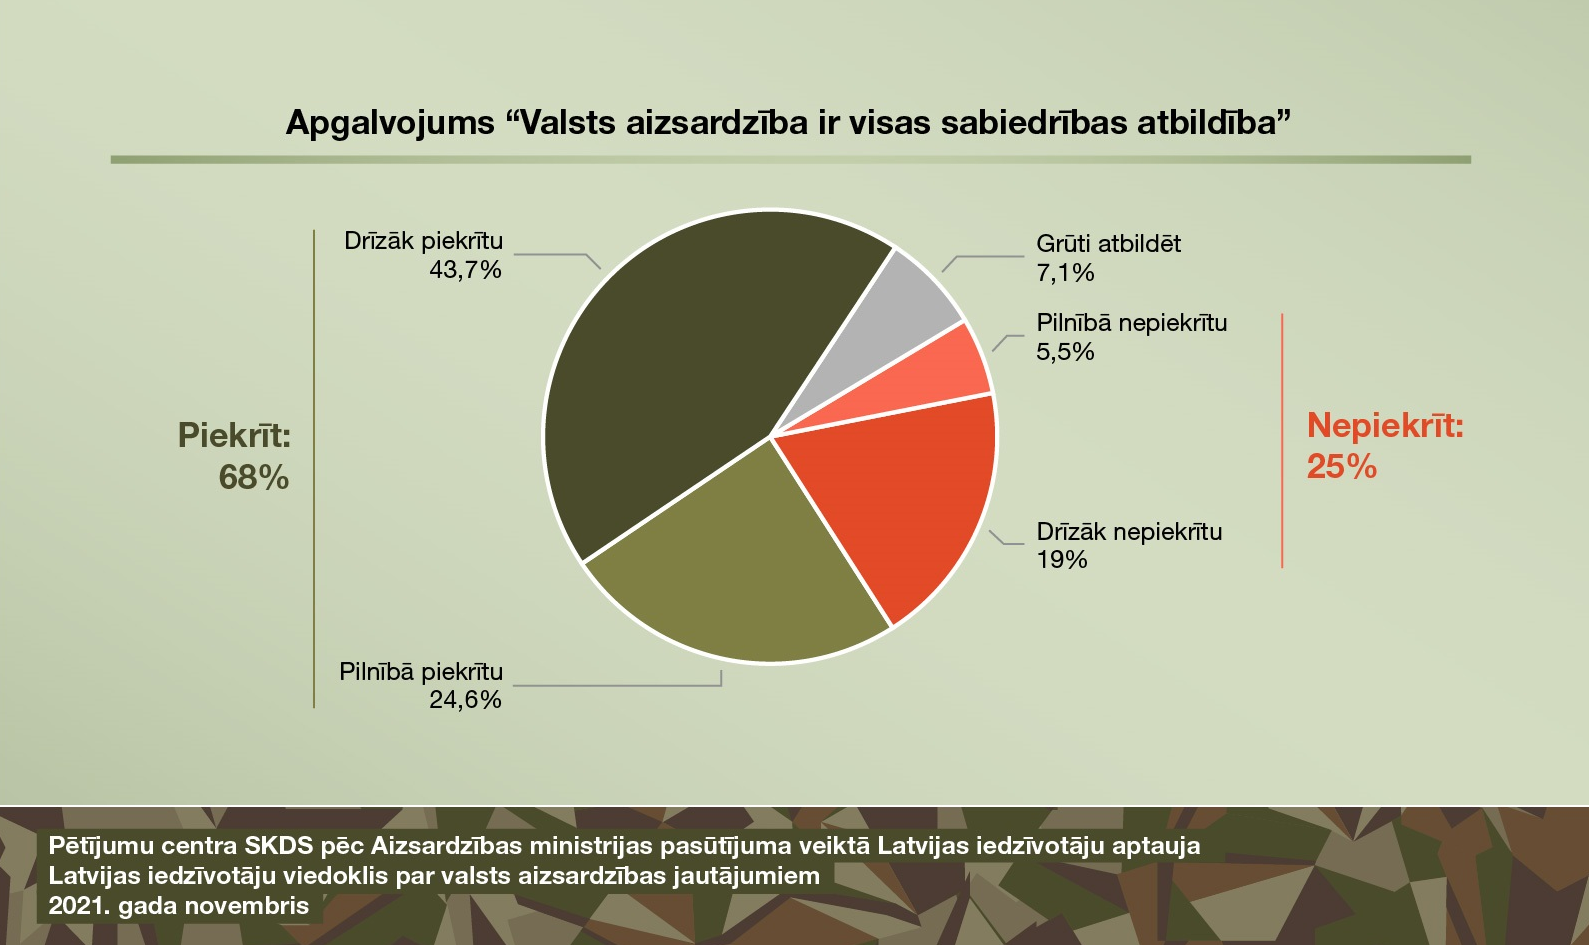 Apgalvojums “Valsts aizsardzība ir visas sabiedrības atbildība”
Drīzāk piekrītu
43,7%
Grūti atbildēt
7,1%
Pilnībā nepiekrītu
5,5%
Piekrīt:
68%
Nepiekrīt:
25%
Drīzāk nepiekrītu
19%
Pilnībā piekrītu
24,6%
Pētījumu centra SKDS pēc Aizsardzības ministrijas pasūtījuma veiktā Latvijas iedzīvotāju aptauja
Latvijas iedzīvotāju viedoklis par valsts aizsardzības jautājumiem
2021. gada novembris